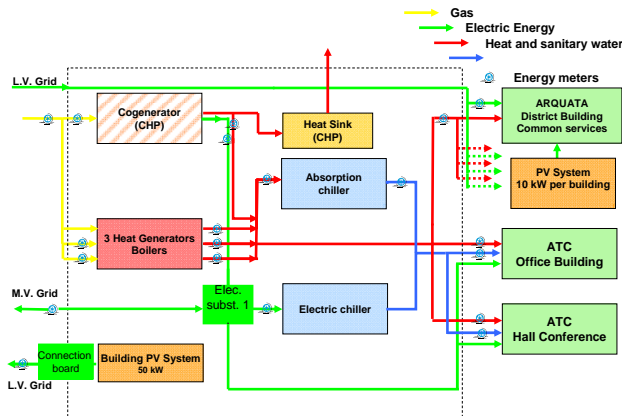 Gas
Electric Energy
Heat and sanitary water
Energy meters
L.V. Grid
Cogenerator
(CHP)
Heat Sink
(CHP)
ARQUATA
District Building
Common services
Absorption
chiller
PV System
10 kW per building
3 Heat Generators
Boilers
ATC
Office Building
M.V. Grid
Elec.
subst. 1
Electric chiller
ATC
Hall Conference
Connection
board
Building PV System
50 kW
L.V. Grid